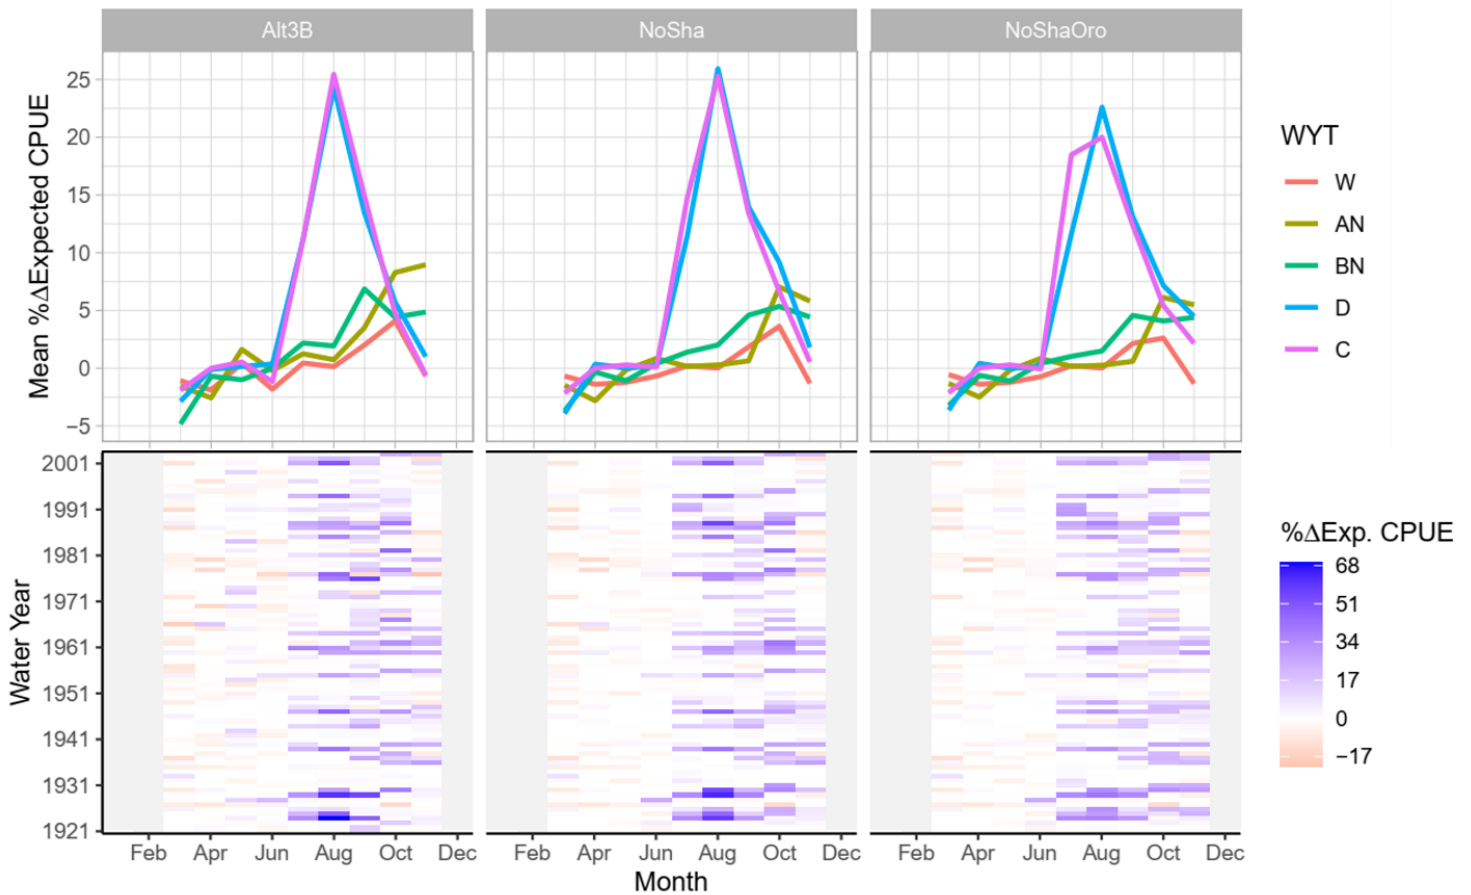 Alt3B
NoSha
NoShaOro
Mean %ΔExpected CPUE
25
20
15
10
5
0
−5
WYT
W
AN
BN
D
C
Water Year
2001
1991
1981
1971
1961
1951
1941
1931
1921
%ΔExp. CPUE
68
51
34
17
0
−17
Feb Apr Jun Aug Oct Dec
Feb Apr Jun Aug Oct Dec
Feb Apr Jun Aug Oct Dec
Month